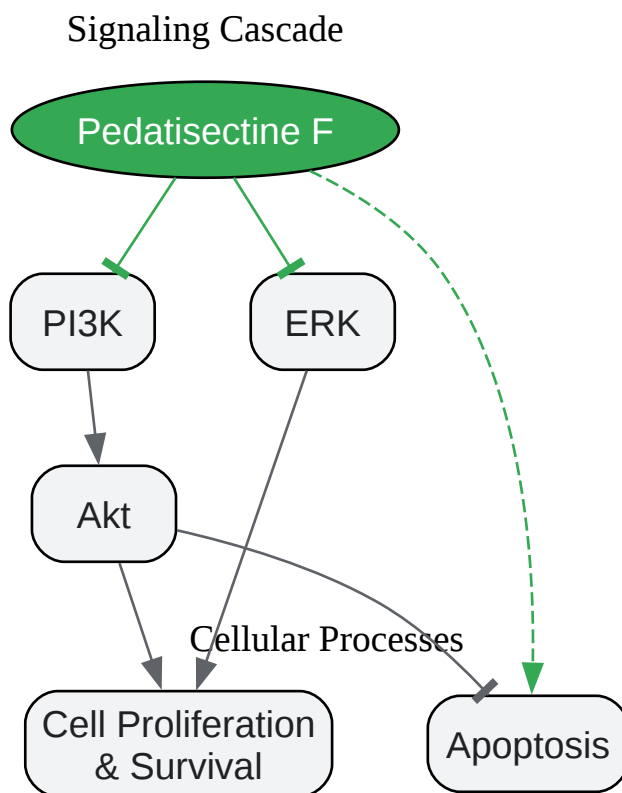 Signaling Cascade
Pedatisectine F
PI3K
ERK
Akt
Cellular Processes
Cell Proliferation
& Survival
Apoptosis